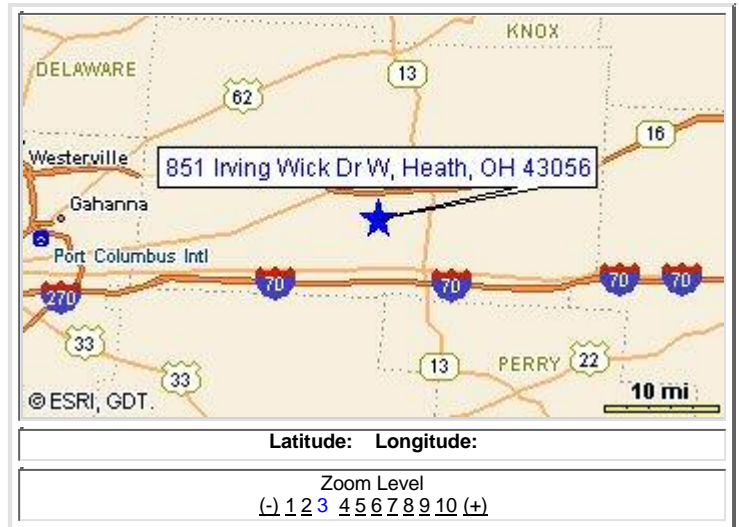 KNOX
DELAWARE
13
62
16
Westerville
851 Irving Wick Dr W, Heath, OH 43056
Gahanna
Port Columbus Intl
70
70
70
70
270
33
33
13
PERRY
22
10 mi
© ESRI, GDT.
Latitude: Longitude:
Zoom Level
(-) 1 2 3 4 5 6 7 8 9 10 (+)